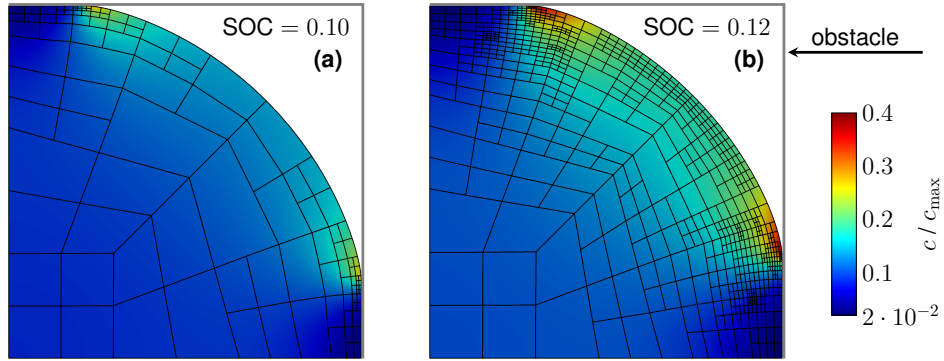 SOC = 0.10
(a)
SOC = 0.12
(b)
obstacle
0.4
0.3
0.2
0.1
2 · 10⁻²
c / c_max